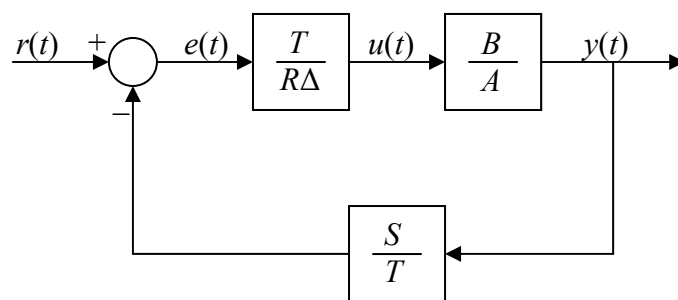 r(t) + e(t) T/RΔ u(t) B/A y(t)
−
S/T